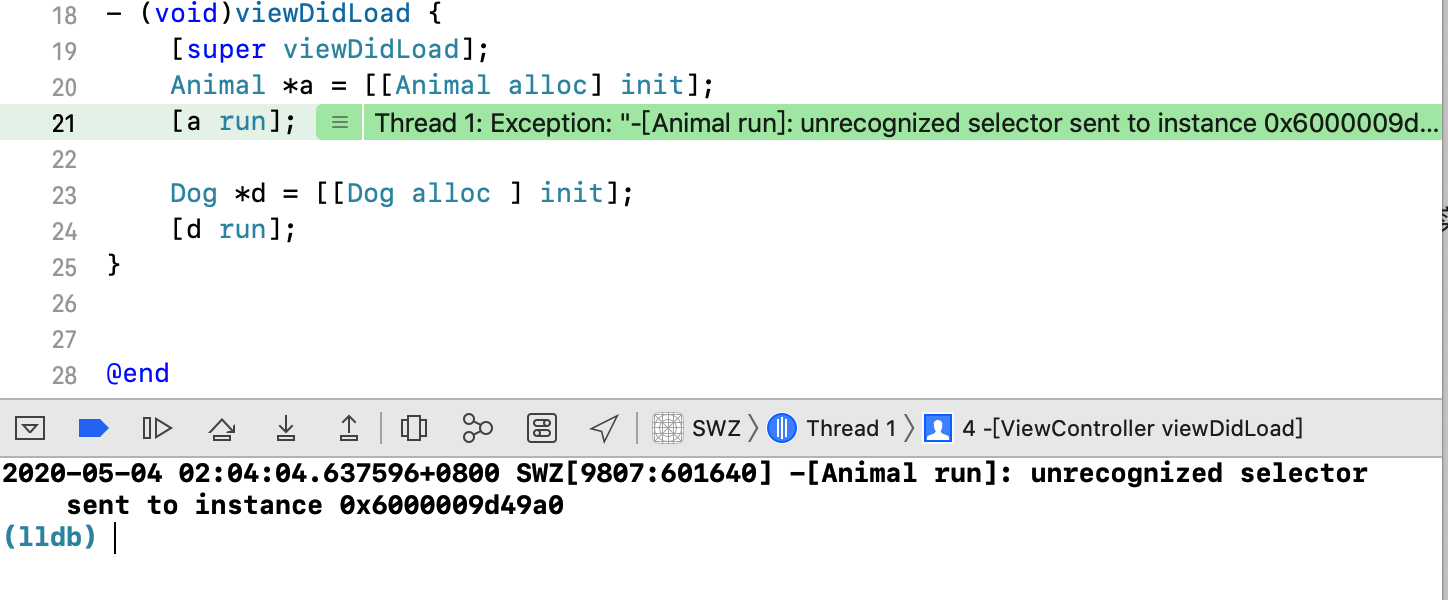 18 - (void)viewDidLoad {
19 [super viewDidLoad];
20 Animal *a = [[Animal alloc] init];
21 [a run]; Thread 1: Exception: "-[Animal run]: unrecognized selector sent to instance 0x6000009d...
22
23 Dog *d = [[Dog alloc ] init];
24 [d run];
25 }
26
27
28 @end
SWZ Thread 1 4 -[ViewController viewDidLoad]
2020-05-04 02:04:04.637596+0800 SWZ[9807:601640] -[Animal run]: unrecognized selector
sent to instance 0x6000009d49a0
(lldb)